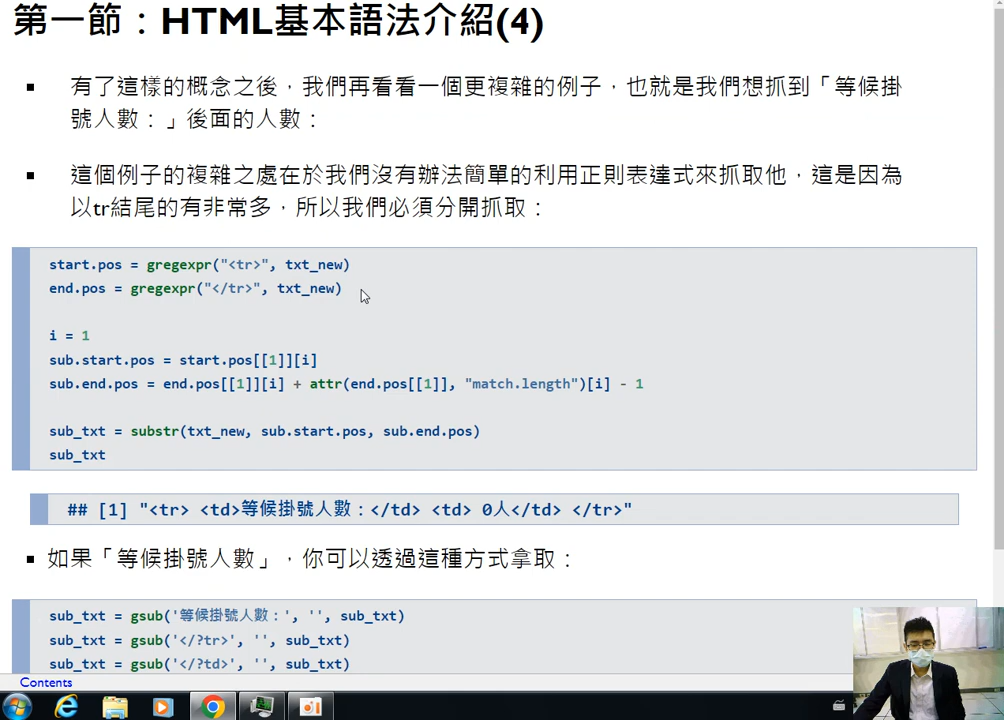 第一節：HTML基本語法介紹(4)
▪ 有了這樣的概念之後，我們再看看一個更複雜的例子，也就是我們想抓到「等候掛
號人數：」後面的人數：
▪ 這個例子的複雜之處在於我們沒有辦法簡單的利用正則表達式來抓取他，這是因為
以tr結尾的有非常多，所以我們必須分開抓取：
start.pos = gregexpr("<tr>", txt_new)
end.pos = gregexpr("</tr>", txt_new)
i = 1
sub.start.pos = start.pos[[1]][i]
sub.end.pos = end.pos[[1]][i] + attr(end.pos[[1]], "match.length")[i] - 1
sub_txt = substr(txt_new, sub.start.pos, sub.end.pos)
sub_txt
## [1] "<tr> <td>等候掛號人數：</td> <td> 0人</td> </tr>"
▪ 如果「等候掛號人數」，你可以透過這種方式拿取：
sub_txt = gsub('等候掛號人數：', '', sub_txt)
sub_txt = gsub('</?tr>', '', sub_txt)
sub_txt = gsub('</?td>', '', sub_txt)
Contents